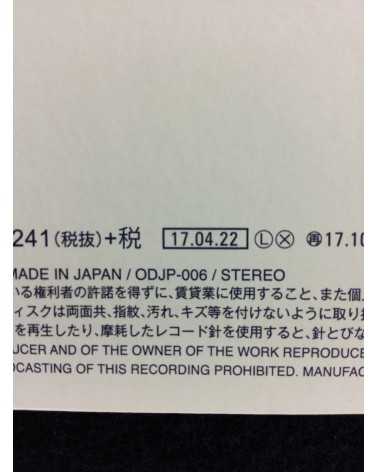 241(税抜)+税 17.04.22 Ⓛ Ⓧ ㊢17.10
MADE IN JAPAN / ODJP-006 / STEREO
いる権利者の許諾を得ずに、賃貸業に使用すること、また個
ィスクは両面共、指紋、汚れ、キズ等を付けないように取り扱
を再生したり、摩耗したレコード針を使用すると、針とびな
UCER AND OF THE OWNER OF THE WORK REPRODUCE
DCASTING OF THIS RECORDING PROHIBITED. MANUFAC